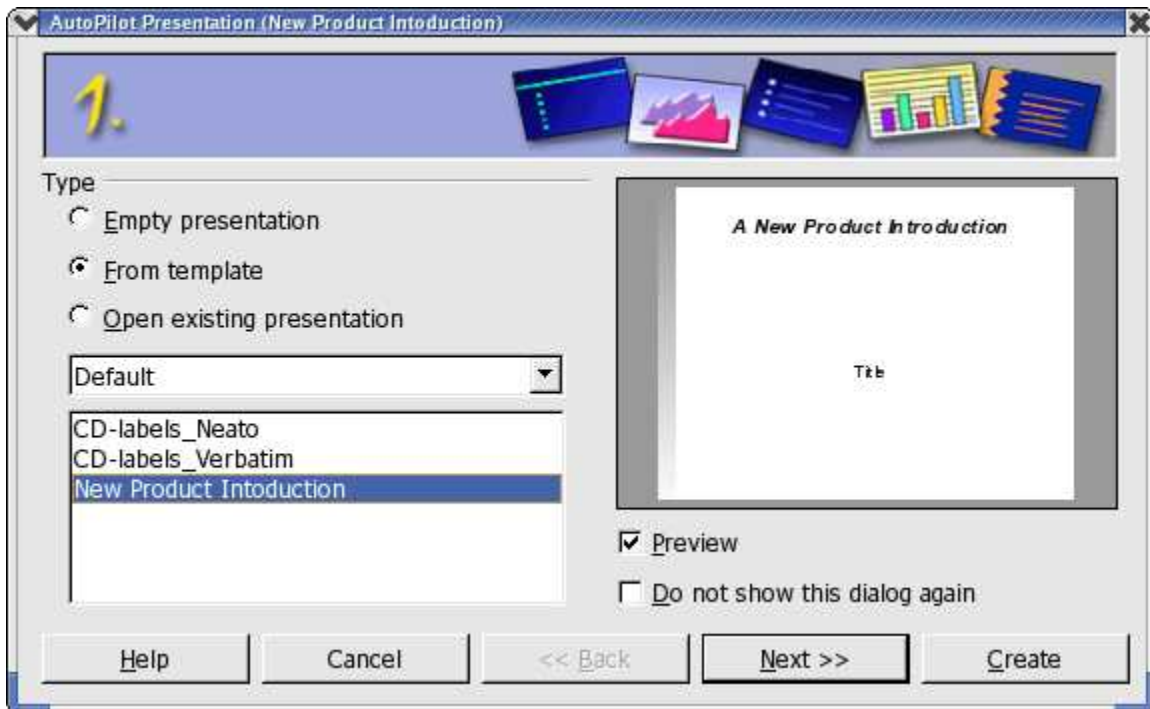 AutoPilot Presentation (New Product Intoduction)
1.
Type
Empty presentation
From template
Open existing presentation
Default
CD-labels_Neato
CD-labels_Verbatim
New Product Intoduction
A New Product Introduction
Title
Preview
Do not show this dialog again
Help
Cancel
<< Back
Next >>
Create